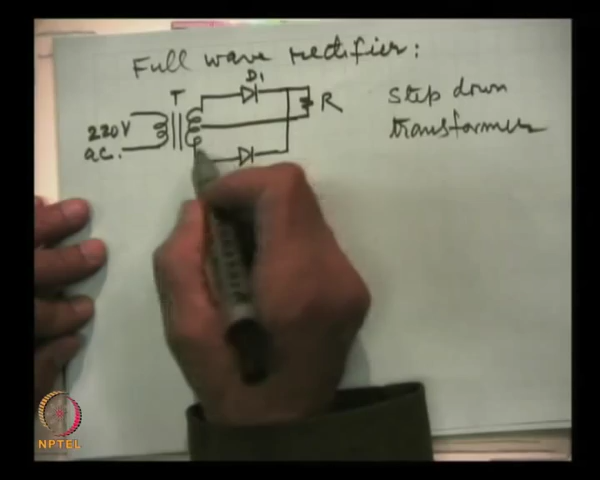 Full wave rectifier:
D1
T
R
Step down
transformer
220V
a.c.
NPTEL